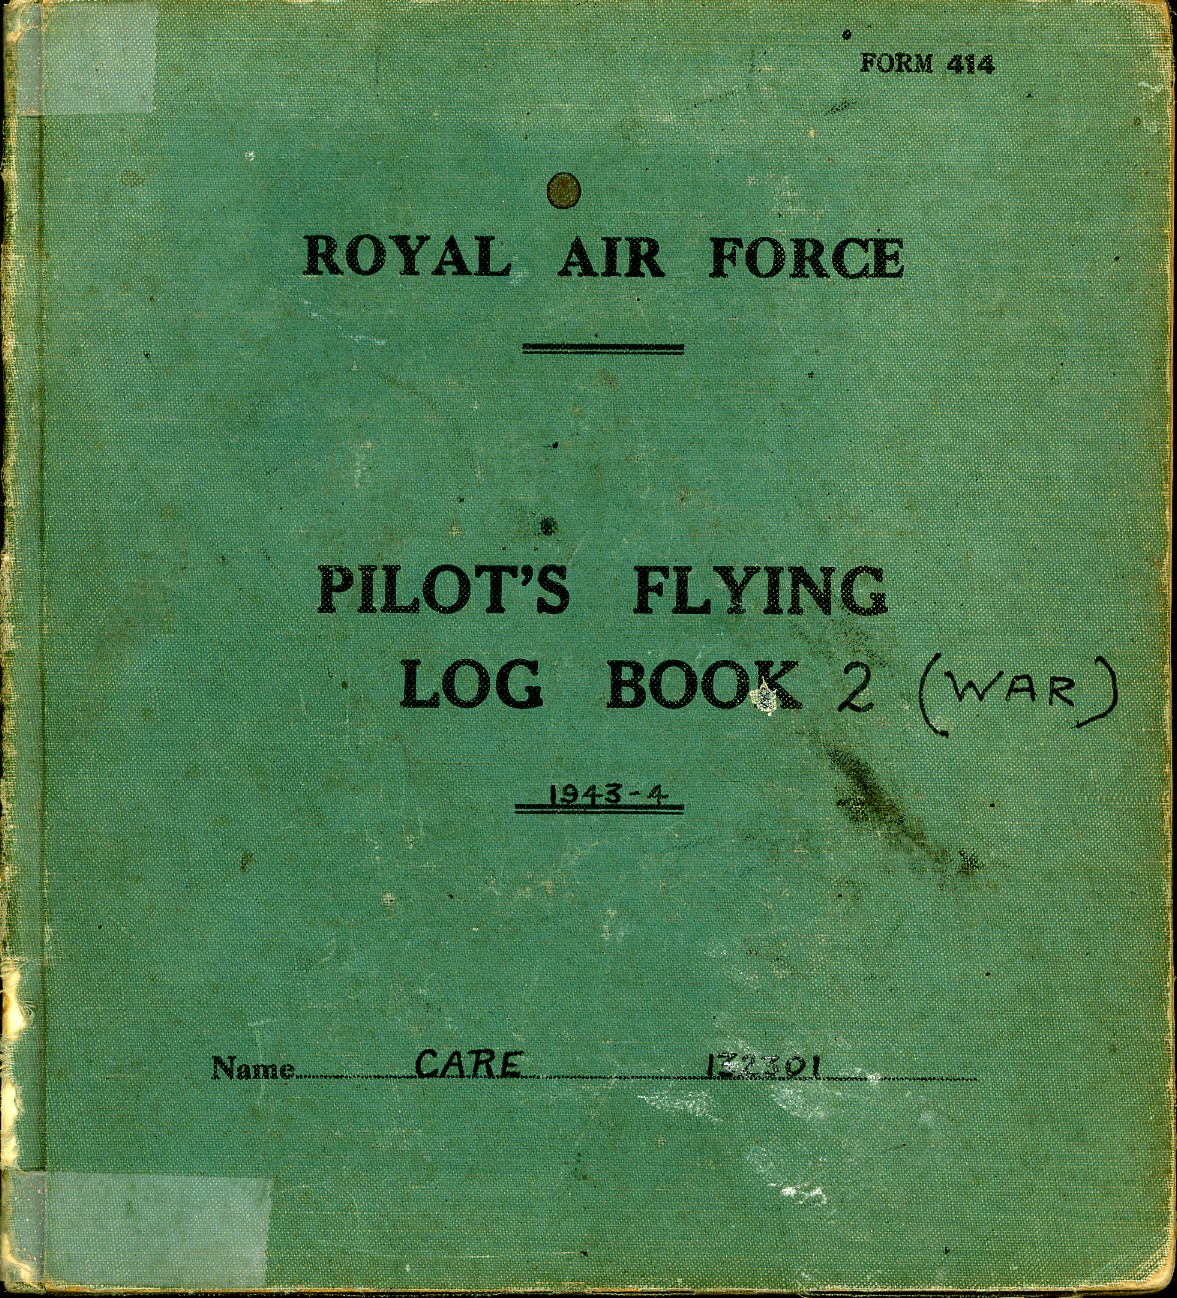 FORM 414
ROYAL AIR FORCE
PILOT'S FLYING
LOG BOOK 2 (WAR)
1943-4
Name CARE 132301